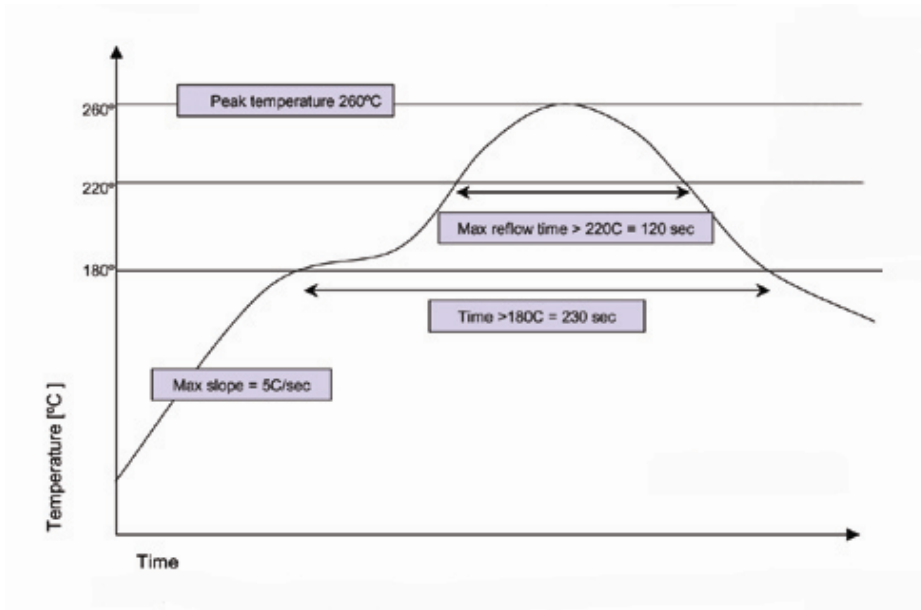 Peak temperature 260ºC
260º
220º
Max reflow time > 220C = 120 sec
180º
Time >180C = 230 sec
Max slope = 5C/sec
Temperature [ºC ]
Time